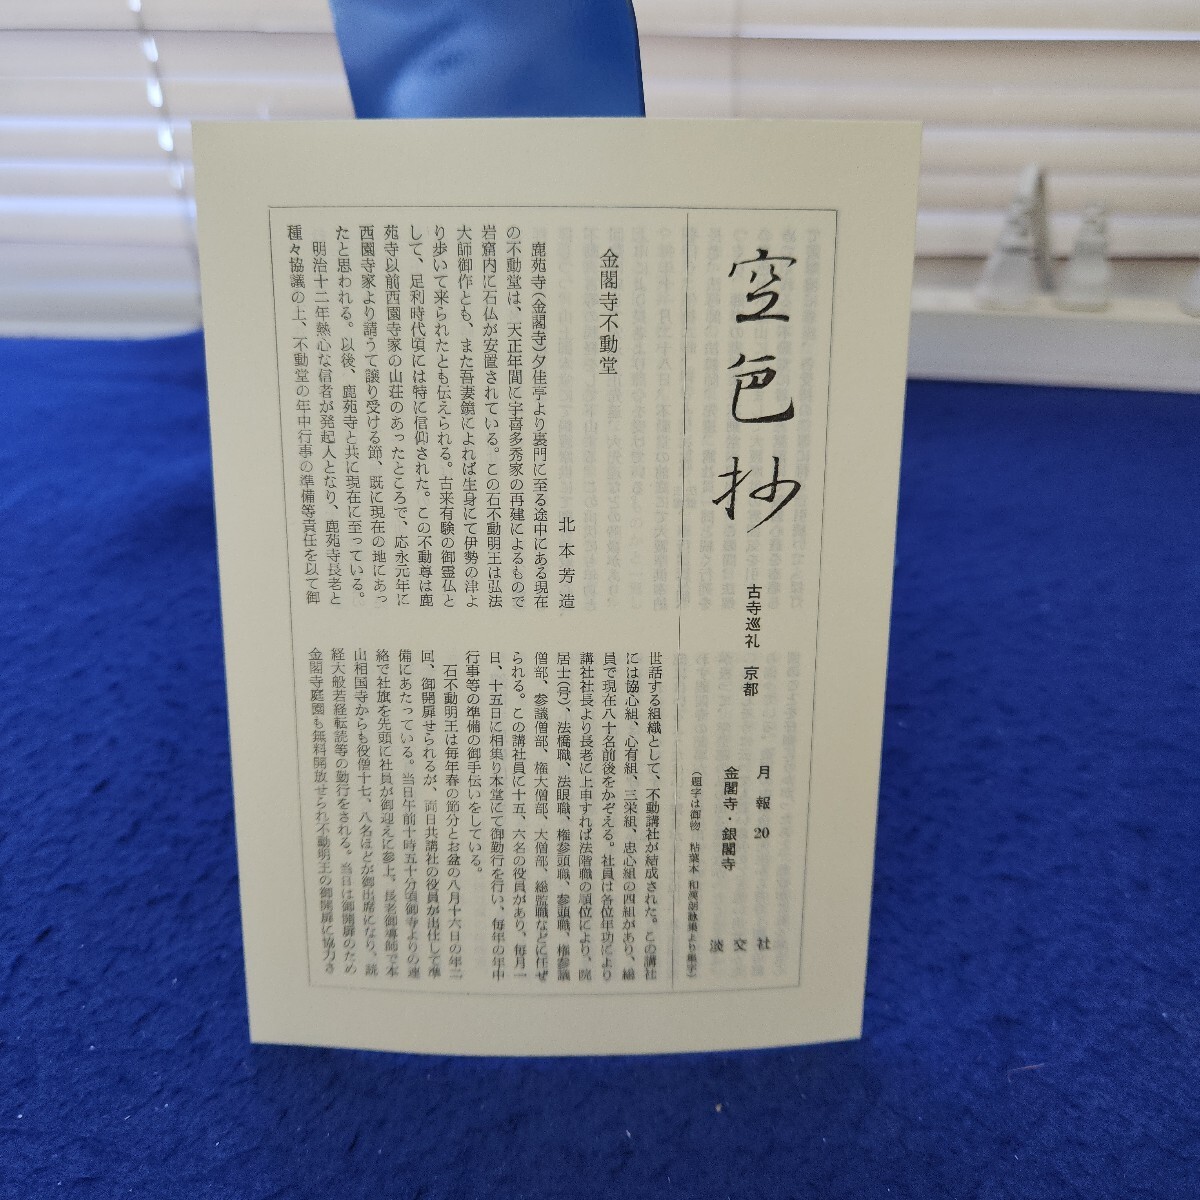 空色抄
古寺巡礼 京都
月報20
金閣寺・銀閣寺
(題字は御物 粘葉本 和漢朗詠集より集字)
淡交社
金閣寺不動堂
北本芳造
鹿苑寺(金閣寺)夕佳亭より裏門に至る途中にある現在
の不動堂は、天正年間に宇喜多秀家の再建によるもので
岩窟内に石仏が安置されている。この石不動明王は弘法
大師御作とも、また吾妻鏡によれば生身にて伊勢の津よ
り歩いて来られたとも伝えられる。古来有験の御霊仏と
して、足利時代頃には特に信仰された。この不動尊は鹿
苑寺以前西園寺家の山荘のあったところで、応永元年に
西園寺家より請うて譲り受ける節、既に現在の地にあっ
たと思われる。以後、鹿苑寺と共に現在に至っている。
明治十二年熱心な信者が発起人となり、鹿苑寺長老と
種々協議の上、不動堂の年中行事の準備等責任を以て御
世話する組織として、不動講社が結成された。この講社
には協心組、心有組、三栄組、忠心組の四組があり、総
員で現在八十名前後をかぞえる。社員は各位年功により
講社社長より長老に上申すれば法階職の順位により、院
居士(号)、法橋職、法眼職、権参頭職、参頭職、権参議
僧部、参議僧部、権大僧部、大僧部、総監職などに任ぜ
られる。この講社員に十五、六名の役員があり、毎月一
日、十五日に相集り本堂にて御勤行を行い、毎年の年中
行事等の準備の御手伝いをしている。
石不動明王は毎年春の節分とお盆の八月十六日の年二
回、御開扉せられるが、両日共講社の役員が出仕して準
備にあたっている。当日午前十時五十分頃御寺よりの連
絡で社旗を先頭に社員が御迎えに参上。長老御導師で本
山相国寺からも役僧十七、八名ほどが御出席になり、読
経大般若経転読等の勤行をされる。当日は御開扉のため
金閣寺庭園も無料開放せられ不動明王の御開扉に協力さ